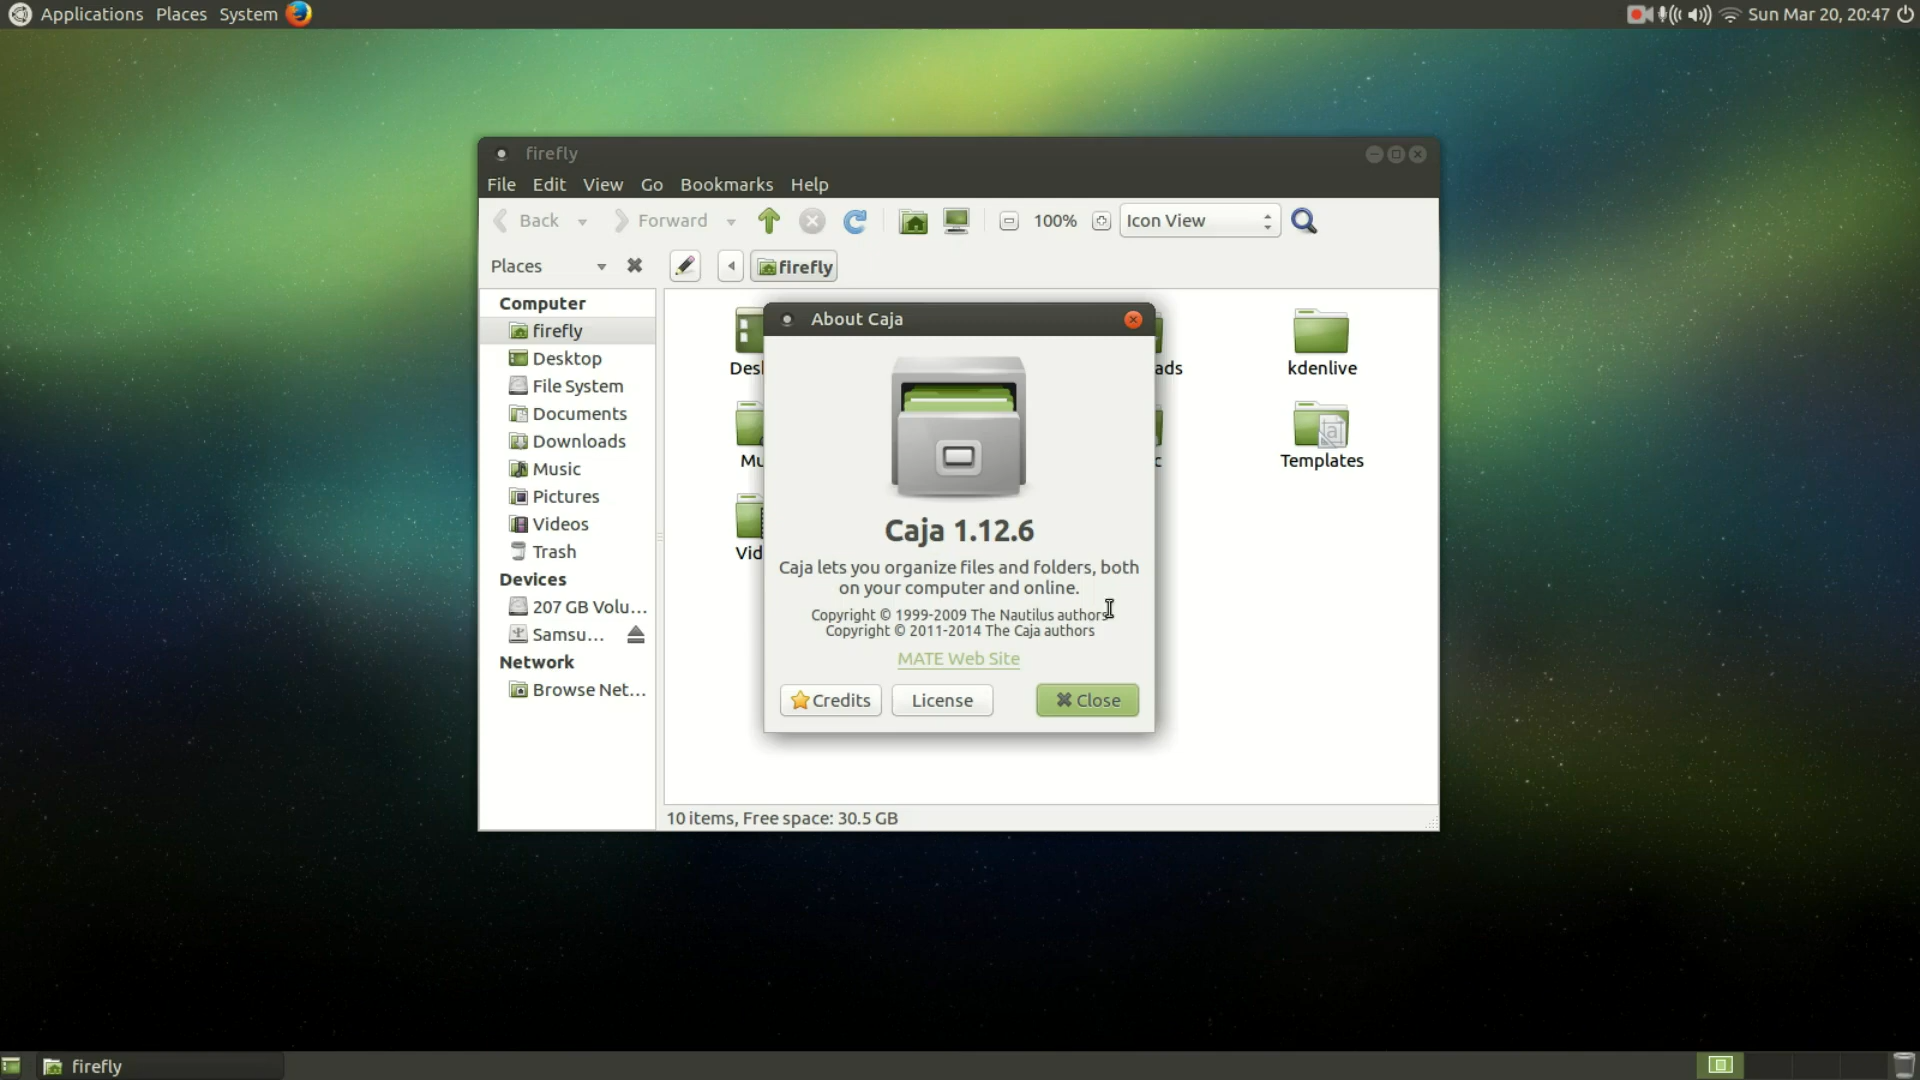 Applications Places System
Sun Mar 20, 20:47
firefly
File Edit View Go Bookmarks Help
Back Forward 100% Icon View
Places
firefly
Computer
firefly
Desktop
File System
Documents
Downloads
Music
Pictures
Videos
Trash
Devices
207 GB Volu...
Samsu...
Network
Browse Net...
kdenlive
Templates
About Caja
Caja 1.12.6
Caja lets you organize files and folders, both
on your computer and online.
Copyright © 1999-2009 The Nautilus authors
Copyright © 2011-2014 The Caja authors
MATE Web Site
Credits License Close
10 items, Free space: 30.5 GB
firefly